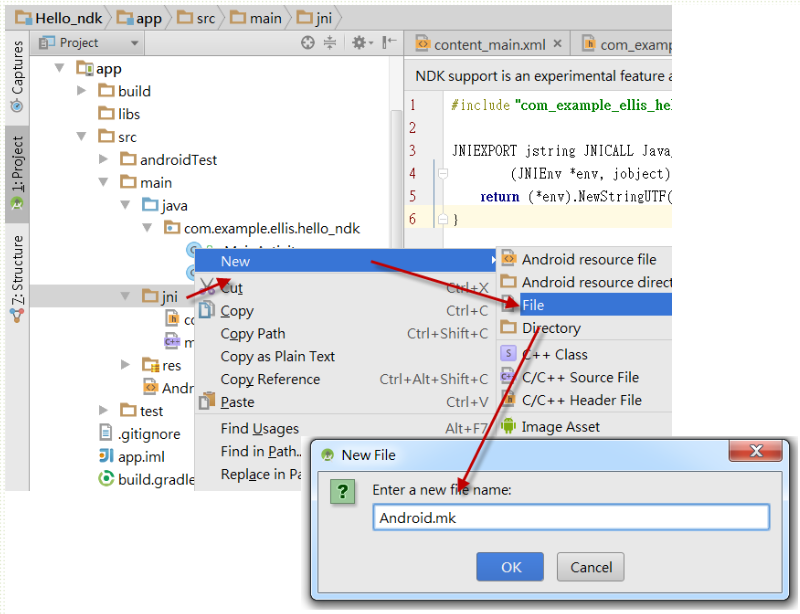 Hello_ndk app src main jni
Captures
1: Project
Z: Structure
Project
app
build
libs
src
androidTest
main
java
com.example.ellis.hello_ndk
jni
res
test
.gitignore
app.iml
build.gradle
content_main.xml
NDK support is an experimental feature
1 #include "com_example_ellis_hel
2
3 JNIEXPORT jstring JNICALL Java
4 (JNIEnv *env, jobject)
5 return (*env).NewStringUTF(
6 }
New
Cut Ctrl+X
Copy Ctrl+C
Copy Path Ctrl+Shift+C
Copy as Plain Text
Copy Reference Ctrl+Alt+Shift+C
Paste Ctrl+V
Find Usages Alt+F7
Find in Path..
Replace in Pa
Android resource file
Android resource direct
File
Directory
C++ Class
C/C++ Source File
C/C++ Header File
Image Asset
New File
Enter a new file name:
Android.mk
OK Cancel